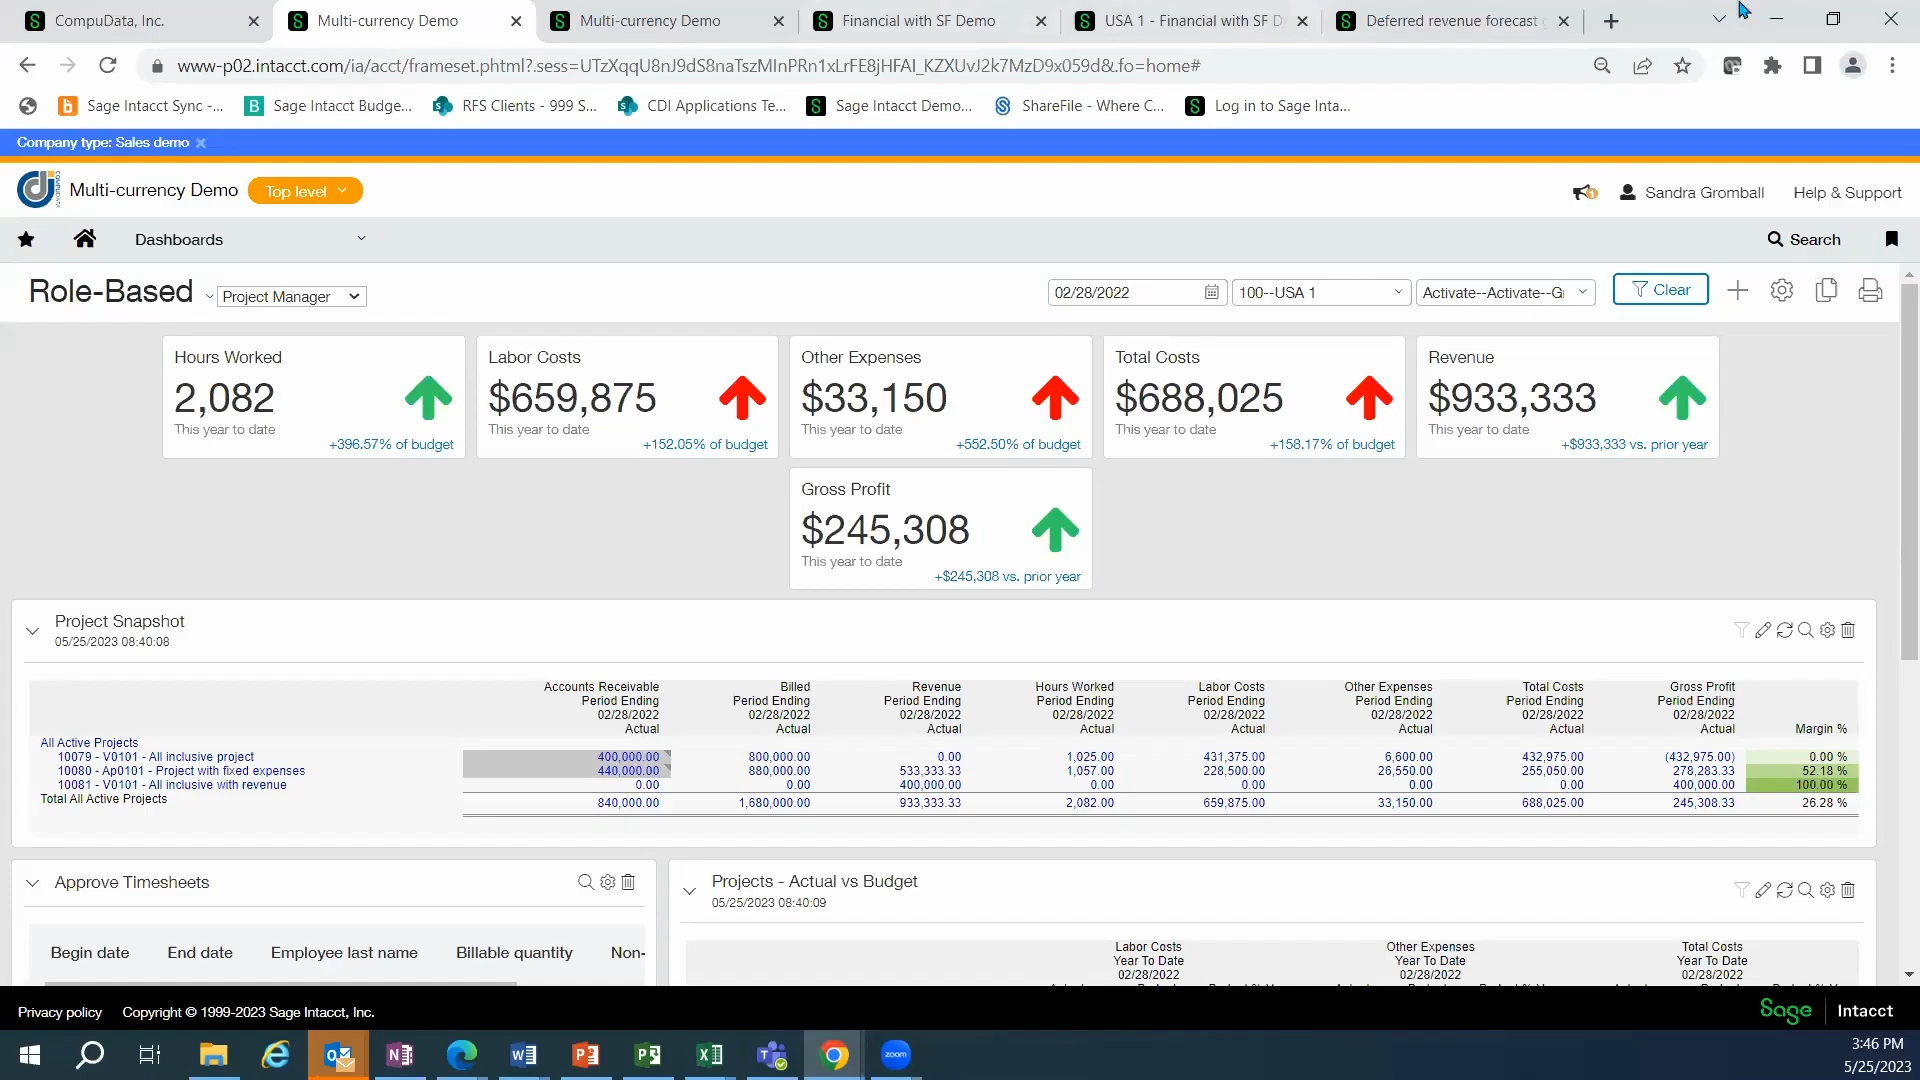 CompuData, Inc.
Multi-currency Demo
Multi-currency Demo
Financial with SF Demo
USA 1 - Financial with SF D
Deferred revenue forecast
www-p02.intacct.com/ia/acct/frameset.phtml?.sess=UTzXqqU8nJ9dS8naTszMInPRn1xLrFE8jHFAI_KZXUvJ2k7MzD9x059d&.fo=home#
Sage Intacct Sync -...
Sage Intacct Budge...
RFS Clients - 999 S...
CDI Applications Te...
Sage Intacct Demo...
ShareFile - Where C...
Log in to Sage Inta...
Company type: Sales demo
Multi-currency Demo
Top level
Sandra Gromball
Help & Support
Dashboards
Search
Role-Based
Project Manager
02/28/2022
100--USA 1
Activate--Activate--G
Clear
Hours Worked
2,082
This year to date
+396.57% of budget
Labor Costs
$659,875
This year to date
+152.05% of budget
Other Expenses
$33,150
This year to date
+552.50% of budget
Total Costs
$688,025
This year to date
+158.17% of budget
Revenue
$933,333
This year to date
+$933,333 vs. prior year
Gross Profit
$245,308
This year to date
+$245,308 vs. prior year
Project Snapshot
05/25/2023 08:40:08
Accounts Receivable Billed Revenue Hours Worked Labor Costs Other Expenses Total Costs Gross Profit
Period Ending Period Ending Period Ending Period Ending Period Ending Period Ending Period Ending Period Ending
02/28/2022 02/28/2022 02/28/2022 02/28/2022 02/28/2022 02/28/2022 02/28/2022 02/28/2022
Actual Actual Actual Actual Actual Actual Actual Actual Margin %
All Active Projects
10079 - V0101 - All inclusive project 400,000.00 800,000.00 0.00 1,025.00 431,375.00 6,600.00 432,975.00 (432,975.00) 0.00 %
10080 - Ap0101 - Project with fixed expenses 440,000.00 880,000.00 533,333.33 1,057.00 228,500.00 26,550.00 255,050.00 278,283.33 52.18 %
10081 - V0101 - All inclusive with revenue 0.00 0.00 400,000.00 0.00 0.00 0.00 0.00 400,000.00 100.00 %
Total All Active Projects 840,000.00 1,680,000.00 933,333.33 2,082.00 659,875.00 33,150.00 688,025.00 245,308.33 26.28 %
Approve Timesheets
Begin date End date Employee last name Billable quantity Non-
Projects - Actual vs Budget
05/25/2023 08:40:09
Labor Costs Other Expenses Total Costs
Year To Date Year To Date Year To Date
02/28/2022 02/28/2022 02/28/2022
Privacy policy
Copyright © 1999-2023 Sage Intacct, Inc.
Sage Intacct
zoom
3:46 PM
5/25/2023